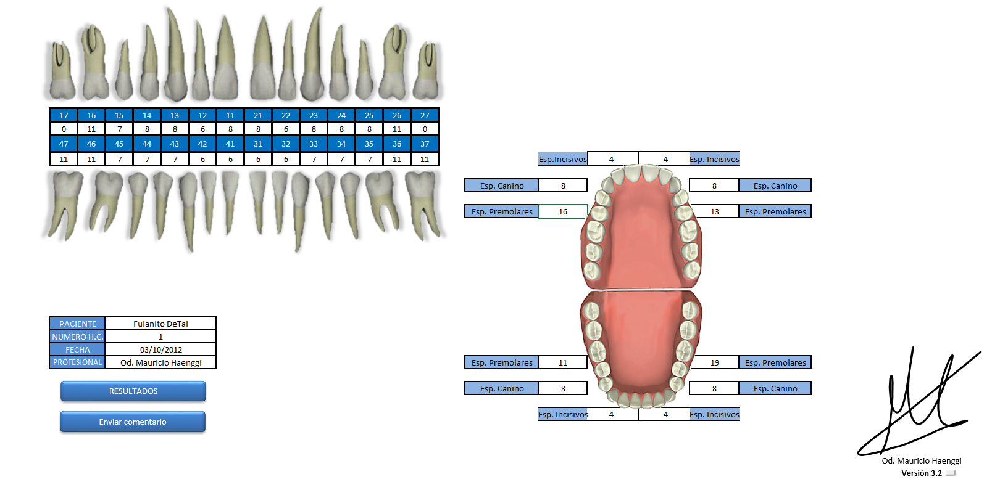 17 16 15 14 13 12 11 21 22 23 24 25 26 27
0 11 7 8 8 6 8 8 6 8 8 8 11 0
47 46 45 44 43 42 41 31 32 33 34 35 36 37
11 11 7 7 7 6 6 6 6 7 7 7 11 11
Esp.Incisivos 4 4 Esp. Incisivos
Esp. Canino 8 8 Esp. Canino
Esp. Premolares 16 13 Esp. Premolares
Esp. Premolares 11 19 Esp. Premolares
Esp. Canino 8 8 Esp. Canino
Esp. Incisivos 4 4 Esp. Incisivos
PACIENTE Fulanito DeTal
NUMERO H.C. 1
FECHA 03/10/2012
PROFESIONAL Od. Mauricio Haenggi
RESULTADOS
Enviar comentario
Od. Mauricio Haenggi
Versión 3.2